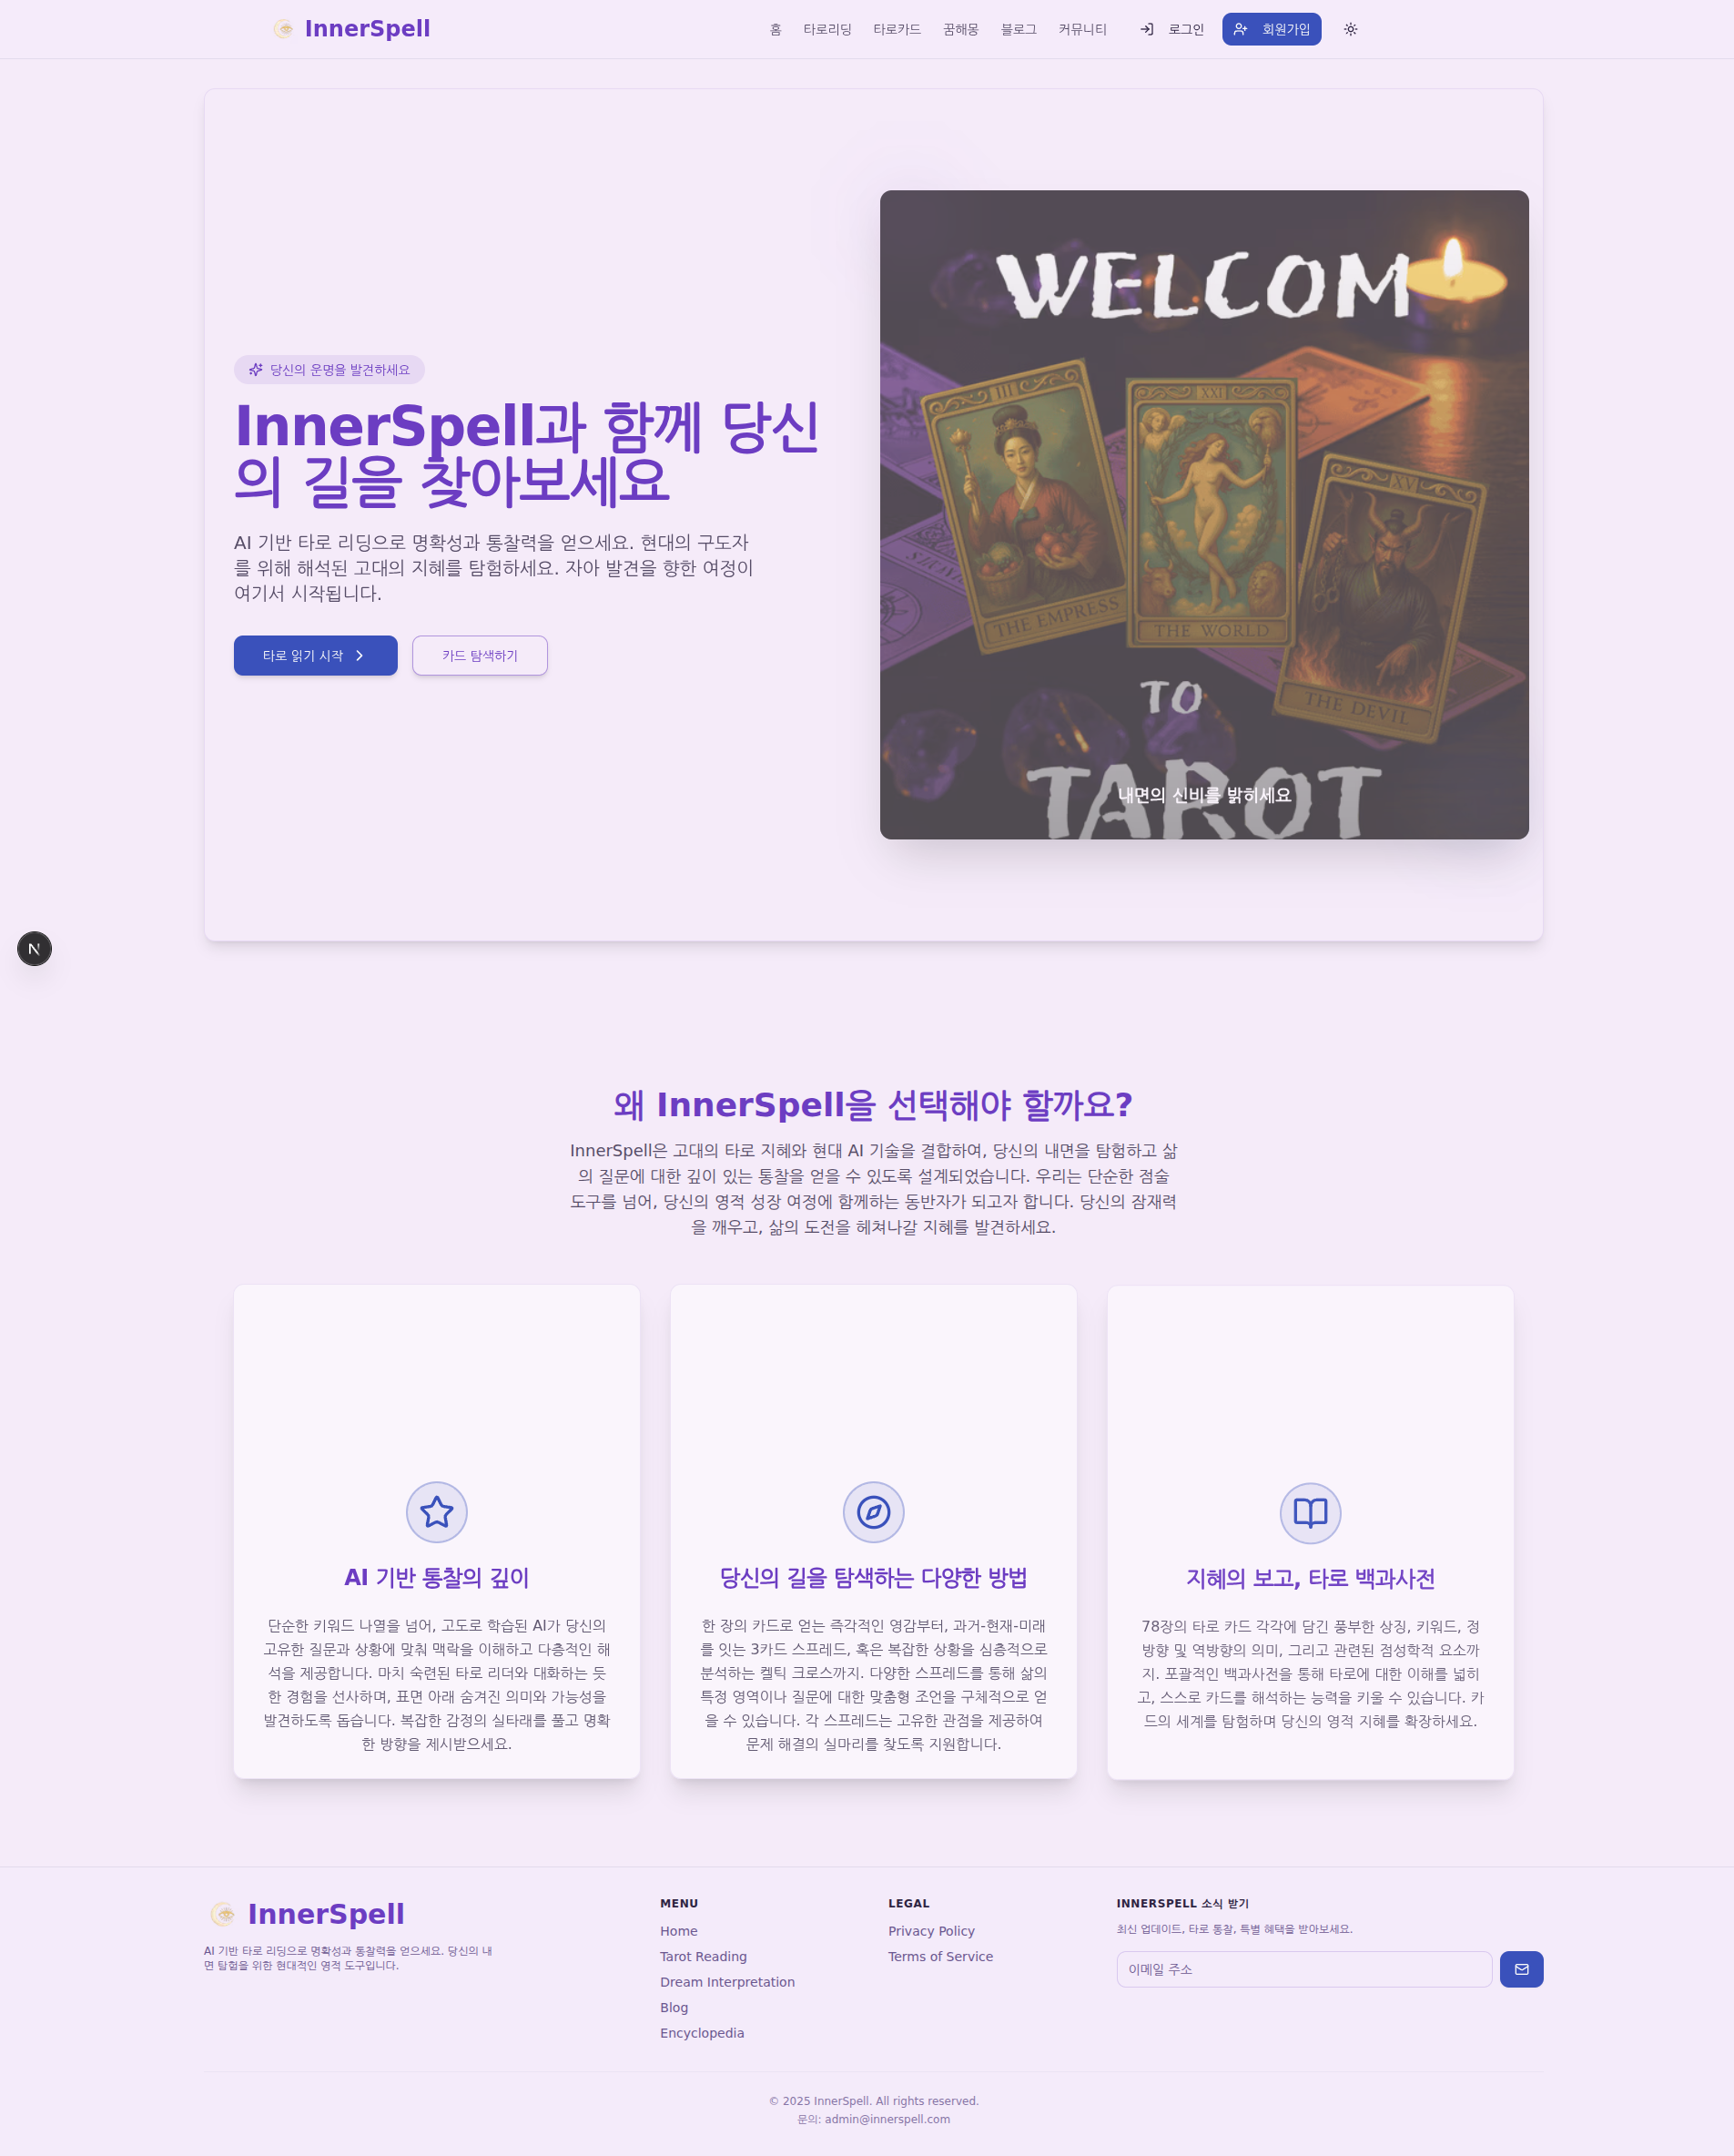 InnerSpell
홈 타로리딩 타로카드 꿈해몽 블로그 커뮤니티 로그인 회원가입
당신의 운명을 발견하세요
InnerSpell과 함께 당신
의 길을 찾아보세요
AI 기반 타로 리딩으로 명확성과 통찰력을 얻으세요. 현대의 구도자
를 위해 해석된 고대의 지혜를 탐험하세요. 자아 발견을 향한 여정이
여기서 시작됩니다.
타로 읽기 시작
카드 탐색하기
WELCOM
III
XXI
XV
THE EMPRESS
THE WORLD
THE DEVIL
TO
TAROT
내면의 신비를 밝히세요
N
왜 InnerSpell을 선택해야 할까요?
InnerSpell은 고대의 타로 지혜와 현대 AI 기술을 결합하여, 당신의 내면을 탐험하고 삶
의 질문에 대한 깊이 있는 통찰을 얻을 수 있도록 설계되었습니다. 우리는 단순한 점술
도구를 넘어, 당신의 영적 성장 여정에 함께하는 동반자가 되고자 합니다. 당신의 잠재력
을 깨우고, 삶의 도전을 헤쳐나갈 지혜를 발견하세요.
AI 기반 통찰의 깊이
단순한 키워드 나열을 넘어, 고도로 학습된 AI가 당신의
고유한 질문과 상황에 맞춰 맥락을 이해하고 다층적인 해
석을 제공합니다. 마치 숙련된 타로 리더와 대화하는 듯
한 경험을 선사하며, 표면 아래 숨겨진 의미와 가능성을
발견하도록 돕습니다. 복잡한 감정의 실타래를 풀고 명확
한 방향을 제시받으세요.
당신의 길을 탐색하는 다양한 방법
한 장의 카드로 얻는 즉각적인 영감부터, 과거-현재-미래
를 잇는 3카드 스프레드, 혹은 복잡한 상황을 심층적으로
분석하는 켈틱 크로스까지. 다양한 스프레드를 통해 삶의
특정 영역이나 질문에 대한 맞춤형 조언을 구체적으로 얻
을 수 있습니다. 각 스프레드는 고유한 관점을 제공하여
문제 해결의 실마리를 찾도록 지원합니다.
지혜의 보고, 타로 백과사전
78장의 타로 카드 각각에 담긴 풍부한 상징, 키워드, 정
방향 및 역방향의 의미, 그리고 관련된 점성학적 요소까
지. 포괄적인 백과사전을 통해 타로에 대한 이해를 넓히
고, 스스로 카드를 해석하는 능력을 키울 수 있습니다. 카
드의 세계를 탐험하며 당신의 영적 지혜를 확장하세요.
InnerSpell
AI 기반 타로 리딩으로 명확성과 통찰력을 얻으세요. 당신의 내
면 탐험을 위한 현대적인 영적 도구입니다.
MENU
Home
Tarot Reading
Dream Interpretation
Blog
Encyclopedia
LEGAL
Privacy Policy
Terms of Service
INNERSPELL 소식 받기
최신 업데이트, 타로 통찰, 특별 혜택을 받아보세요.
이메일 주소
© 2025 InnerSpell. All rights reserved.
문의: admin@innerspell.com